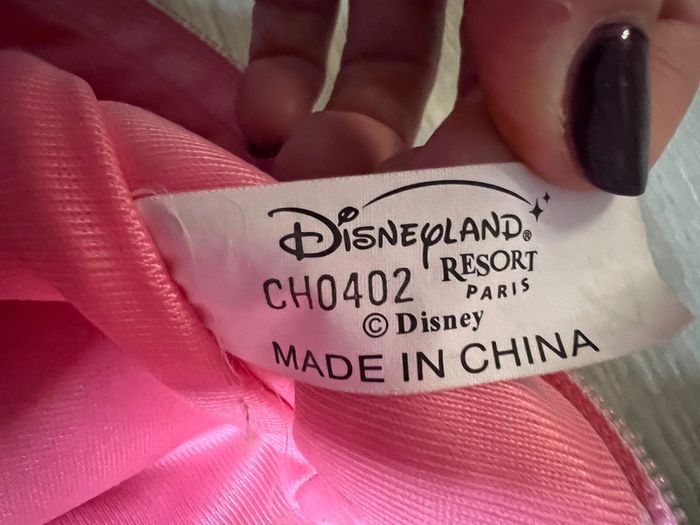 DISNEYLAND®
RESORT
PARIS
CH0402
© Disney
MADE IN CHINA